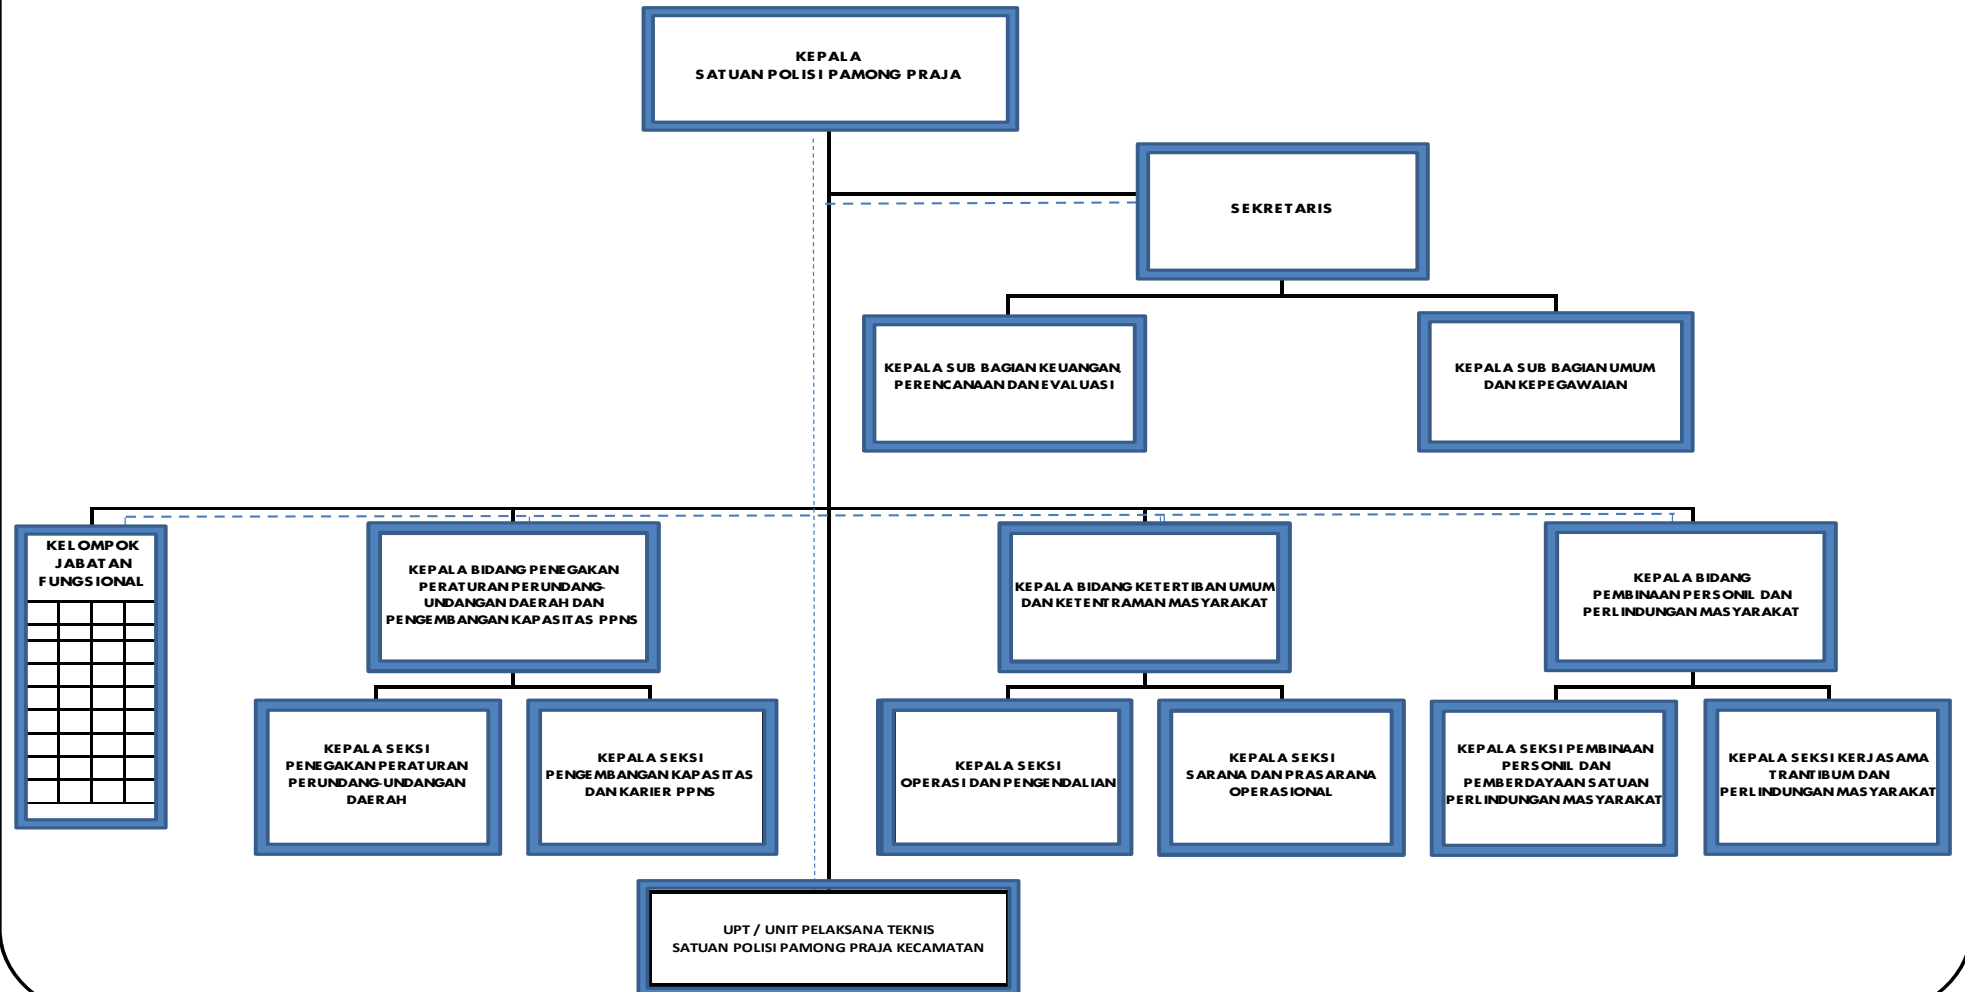 KEPALA
SATUAN POLISI PAMONG PRAJA
SEKRETARIS
KEPALA SUB BAGIAN KEUANGAN,
PERENCANAAN DAN EVALUASI
KEPALA SUB BAGIAN UMUM
DAN KEPEGAWAIAN
KELOMPOK
JABATAN
FUNGSIONAL
KEPALA BIDANG PENEGAKAN
PERATURAN PERUNDANG-
UNDANGAN DAERAH DAN
PENGEMBANGAN KAPASITAS PPNS
KEPALA BIDANG KETERTIBAN UMUM
DAN KETENTRAMAN MASYARAKAT
KEPALA BIDANG
PEMBINAAN PERSONIL DAN
PERLINDUNGAN MASYARAKAT
KEPALA SEKSI
PENEGAKAN PERATURAN
PERUNDANG-UNDANGAN
DAERAH
KEPALA SEKSI
PENGEMBANGAN KAPASITAS
DAN KARIER PPNS
KEPALA SEKSI
OPERASI DAN PENGENDALIAN
KEPALA SEKSI
SARANA DAN PRASARANA
OPERASIONAL
KEPALA SEKSI PEMBINAAN
PERSONIL DAN
PEMBERDAYAAN SATUAN
PERLINDUNGAN MASYARAKAT
KEPALA SEKSI KERJASAMA
TRANTIBUM DAN
PERLINDUNGAN MASYARAKAT
UPT / UNIT PELAKSANA TEKNIS
SATUAN POLISI PAMONG PRAJA KECAMATAN